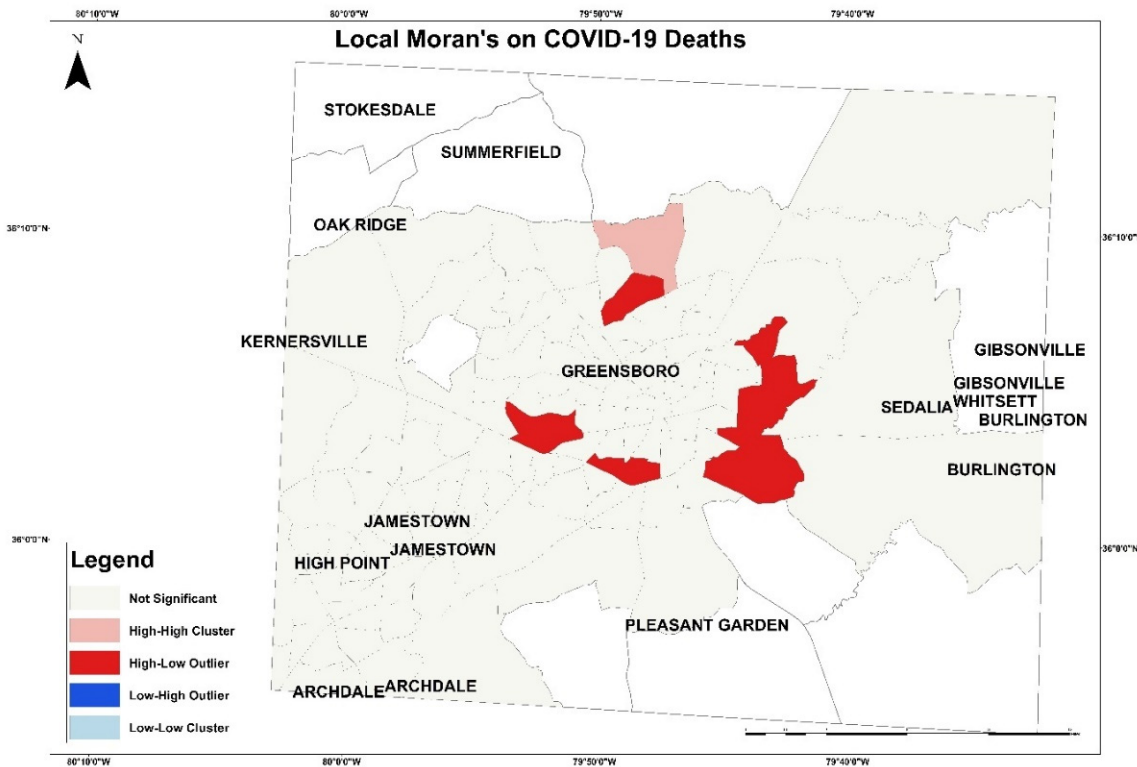 80°10'0"W 80°0'0"W 79°50'0"W 79°40'0"W
Local Moran's on COVID-19 Deaths
STOKESDALE
SUMMERFIELD
OAK RIDGE
36°10'0"N
36°10'0"N
KERNERSVILLE
GREENSBORO
GIBSONVILLE
GIBSONVILLE
SEDALIA
WHITSETT
BURLINGTON
BURLINGTON
JAMESTOWN
36°0'0"N
JAMESTOWN
HIGH POINT
PLEASANT GARDEN
ARCHDALE
ARCHDALE
Legend
Not Significant
High-High Cluster
High-Low Outlier
Low-High Outlier
Low-Low Cluster
80°10'0"W 80°0'0"W 79°50'0"W 79°40'0"W